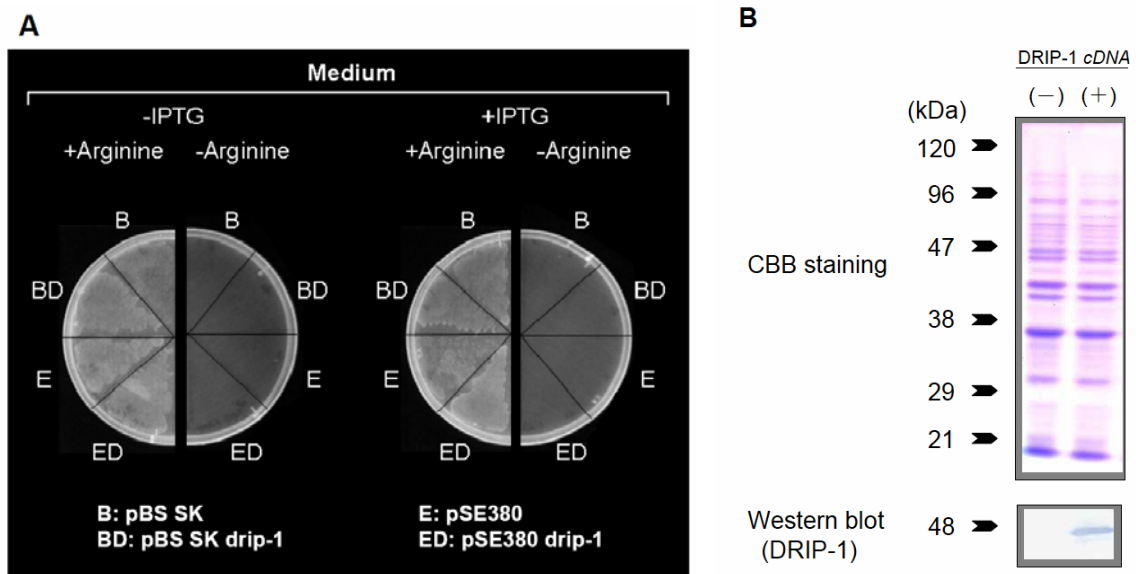 A
Medium
-IPTG +IPTG
+Arginine -Arginine +Arginine -Arginine
B B B B
BD BD BD BD
E E E E
ED ED ED ED
B: pBS SK E: pSE380
BD: pBS SK drip-1 ED: pSE380 drip-1
B
DRIP-1 cDNA
(−) (+)
(kDa)
120
96
47
CBB staining
38
29
21
Western blot 48
(DRIP-1)